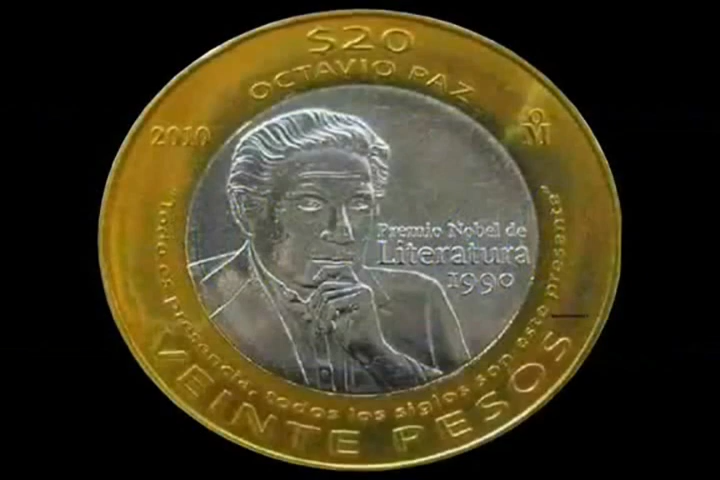 $20
OCTAVIO PAZ
2010
M
Premio Nobel de
Literatura
1990
"Todo es presencia, todos los siglos son este presente"
VEINTE PESOS